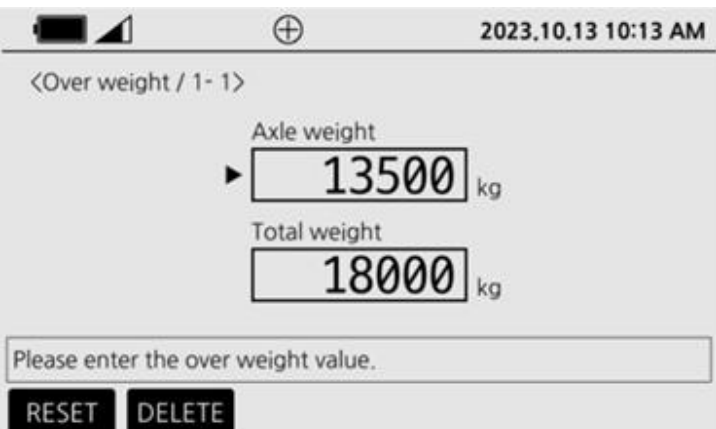 2023.10.13 10:13 AM
<Over weight / 1- 1>
Axle weight
13500 kg
Total weight
18000 kg
Please enter the over weight value.
RESET DELETE